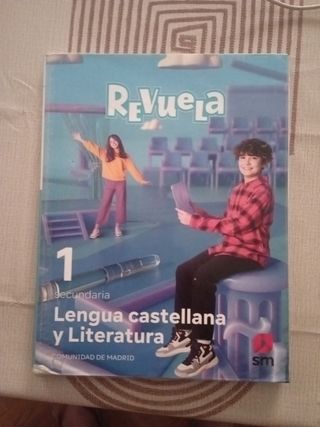 REVUELA
1
secundaria
Lengua castellana
y Literatura
COMUNIDAD DE MADRID
sm